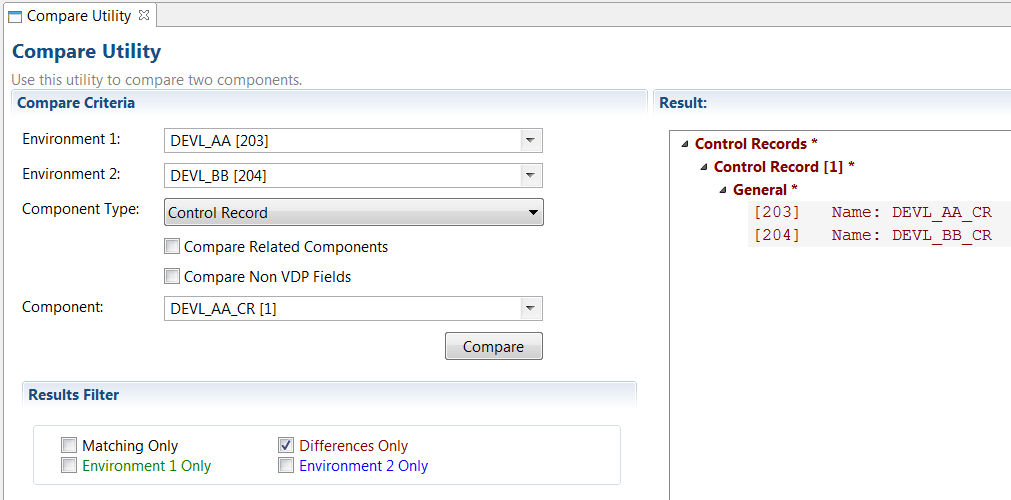 Compare Utility
Compare Utility
Use this utility to compare two components.
Compare Criteria
Environment 1: DEVL_AA [203]
Environment 2: DEVL_BB [204]
Component Type: Control Record
Compare Related Components
Compare Non VDP Fields
Component: DEVL_AA_CR [1]
Compare
Results Filter
Matching Only Differences Only
Environment 1 Only Environment 2 Only
Result:
Control Records *
Control Record [1] *
General *
[203] Name: DEVL_AA_CR
[204] Name: DEVL_BB_CR